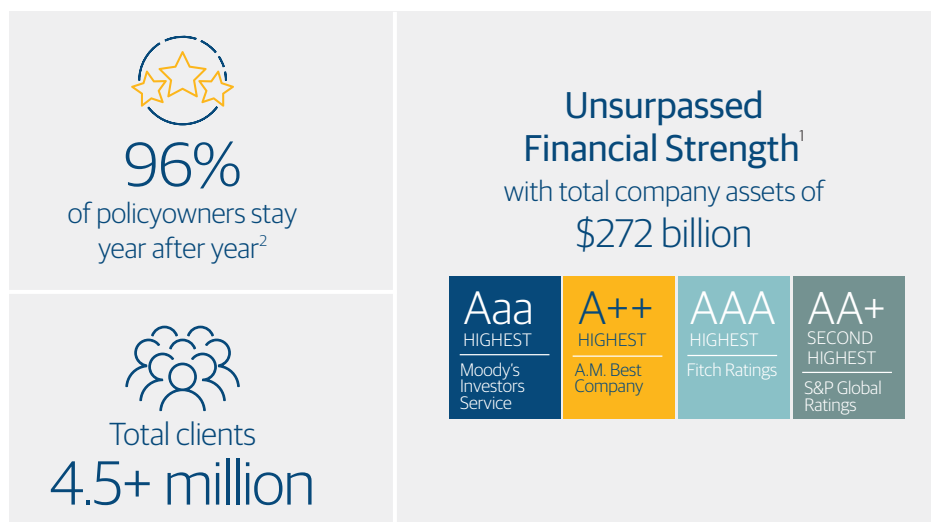 96%
of policyowners stay
year after year2
Total clients
4.5+ million
Unsurpassed
Financial Strength1
with total company assets of
$272 billion
Aaa
HIGHEST
Moody's
Investors
Service
A++
HIGHEST
A.M. Best
Company
AAA
HIGHEST
Fitch Ratings
AA+
SECOND
HIGHEST
S&P Global
Ratings